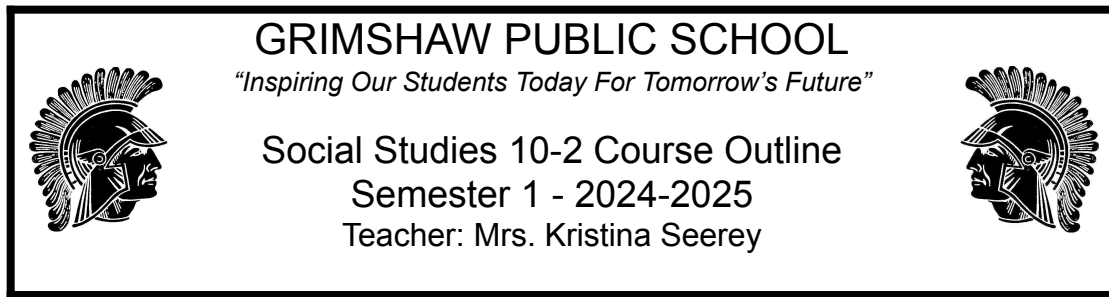 GRIMSHAW PUBLIC SCHOOL
“Inspiring Our Students Today For Tomorrow’s Future”
Social Studies 10-2 Course Outline
Semester 1 - 2024-2025
Teacher: Mrs. Kristina Seerey